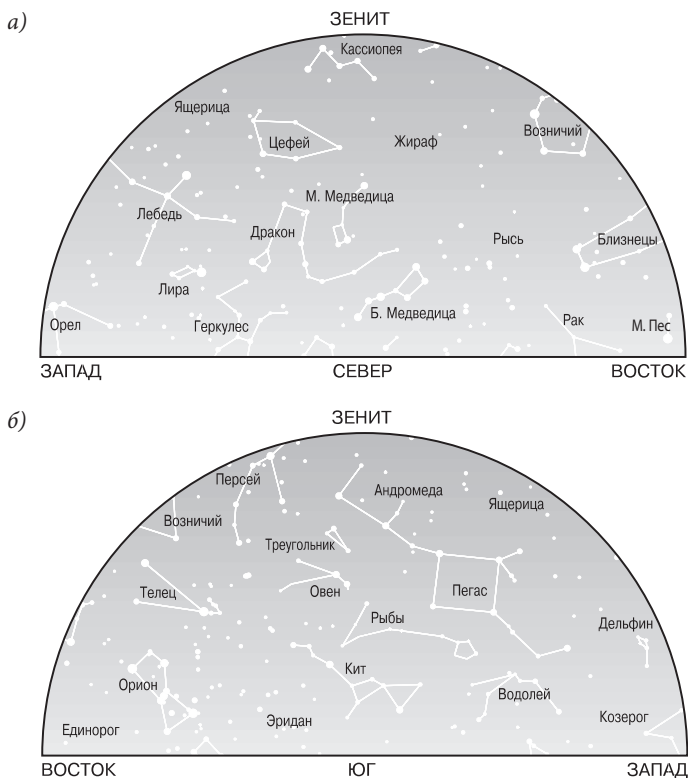 а)
ЗЕНИТ
Кассиопея
Ящерица
Возничий
Цефей
Жираф
М. Медведица
Лебедь
Дракон
Рысь
Близнецы
Лира
Б. Медведица
Орел
Геркулес
Рак
М. Пес
ЗАПАД СЕВЕР ВОСТОК
б)
ЗЕНИТ
Персей
Андромеда
Ящерица
Возничий
Треугольник
Телец
Овен
Пегас
Рыбы
Дельфин
Кит
Орион
Водолей
Эридан
Козерог
Единорог
ВОСТОК ЮГ ЗАПАД